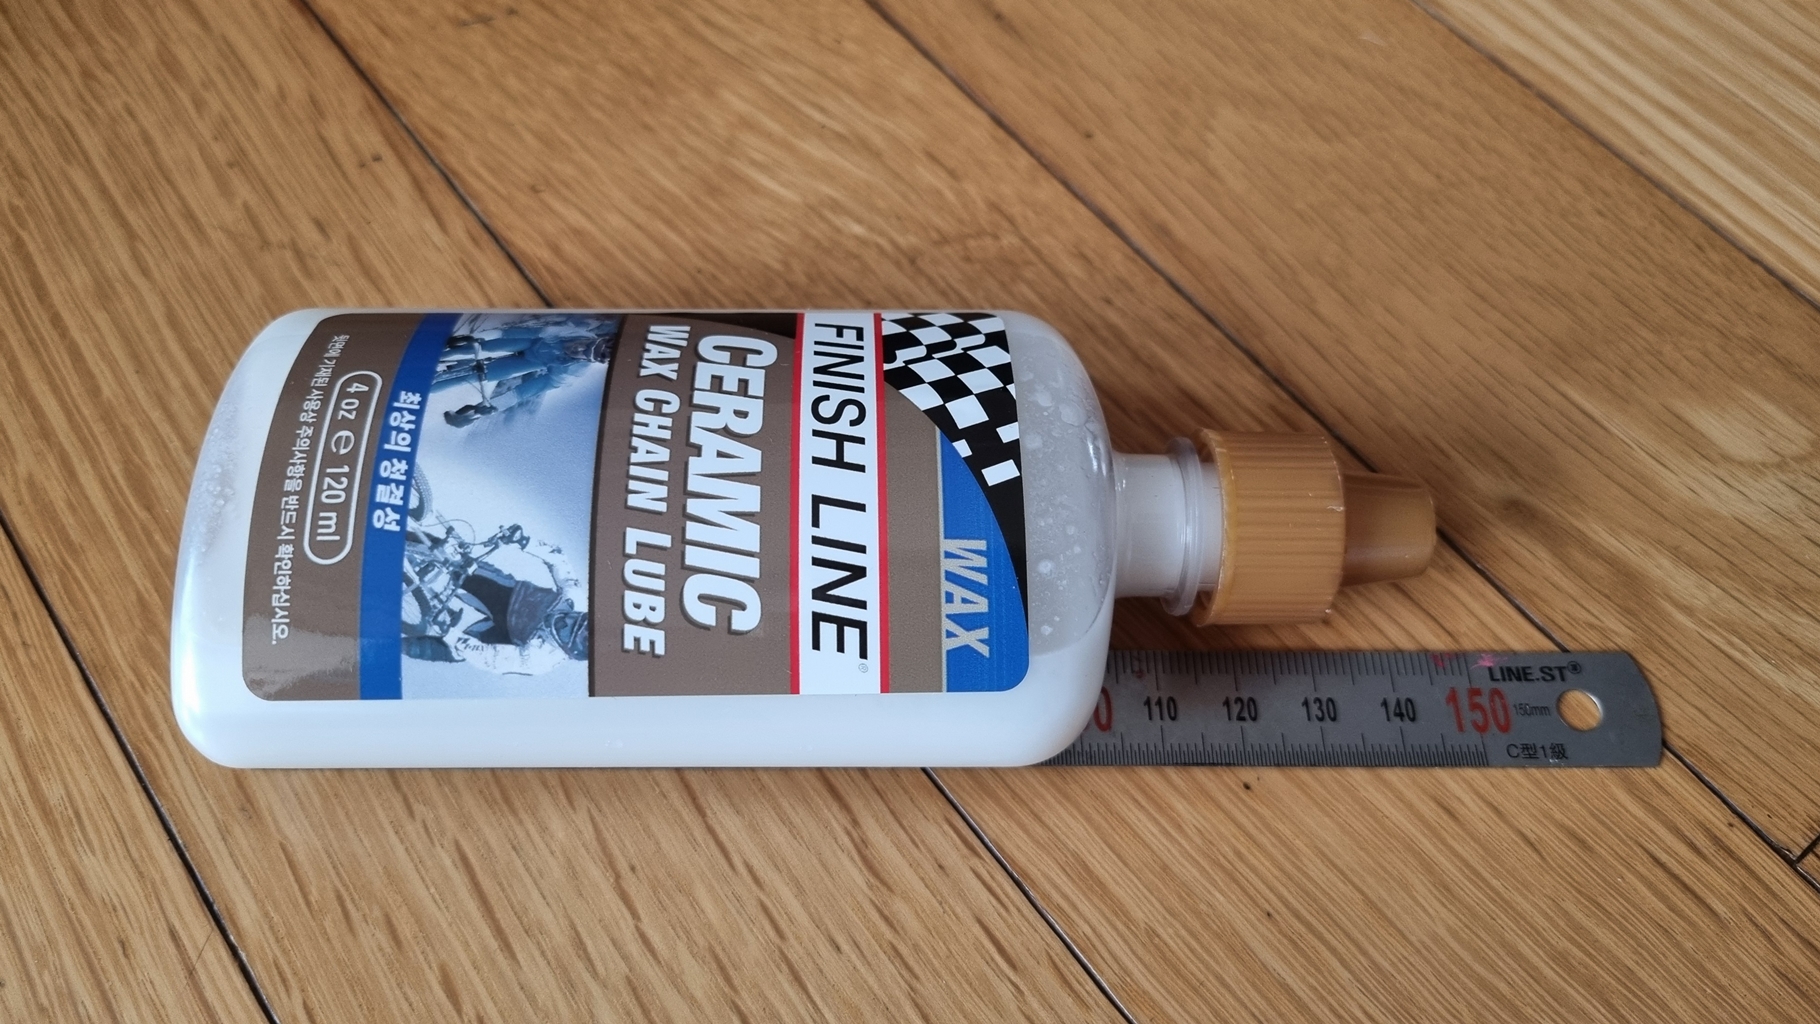 WAX
FINISH LINE®
CERAMIC
WAX CHAIN LUBE
최상의 청결성
4 oz e 120 ml
뒷면에 기재된 사용상 주의사항을 반드시 확인하십시오.
LINE.ST®
0 110 120 130 140 150 150mm
C型1級